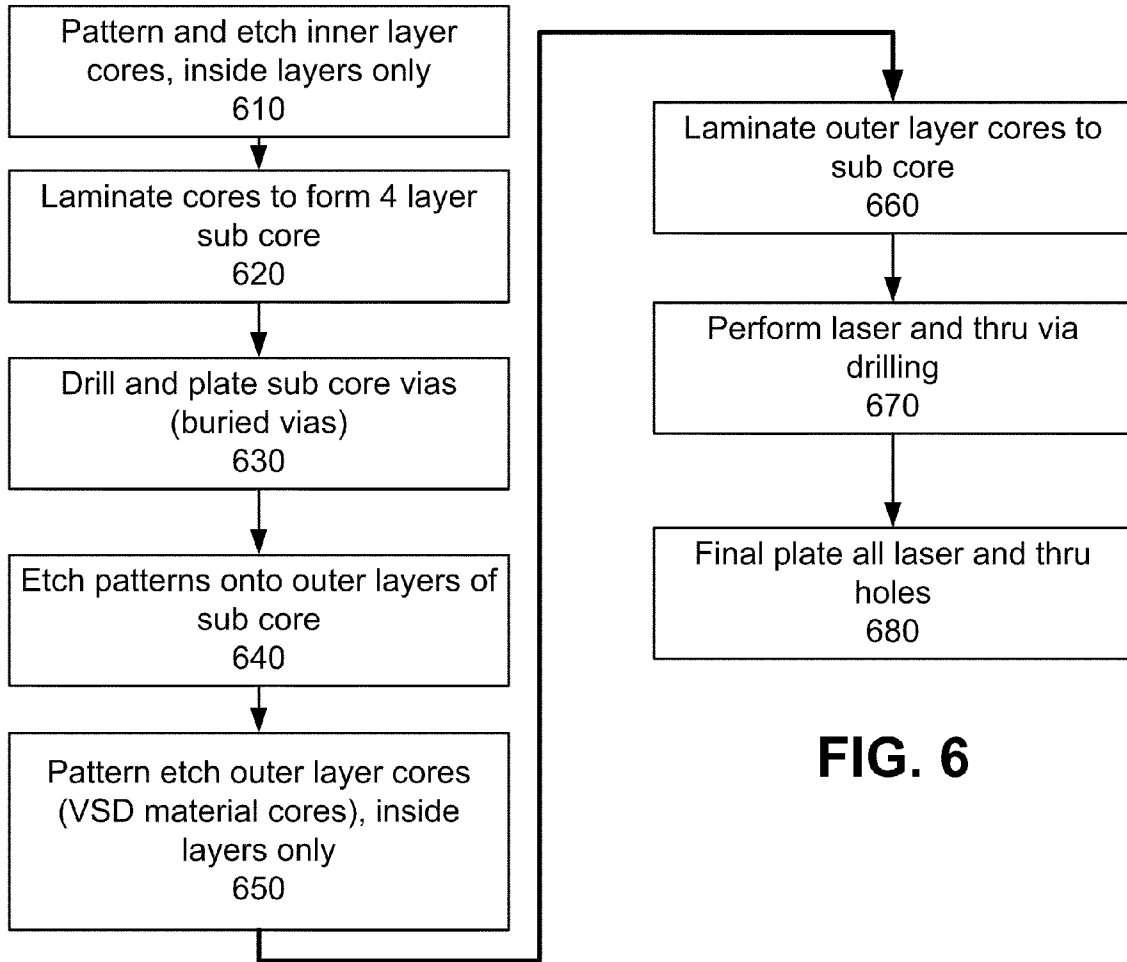 Pattern and etch inner layer
cores, inside layers only
610
Laminate cores to form 4 layer
sub core
620
Drill and plate sub core vias
(buried vias)
630
Etch patterns onto outer layers of
sub core
640
Pattern etch outer layer cores
(VSD material cores), inside
layers only
650
Laminate outer layer cores to
sub core
660
Perform laser and thru via
drilling
670
Final plate all laser and thru
holes
680
FIG. 6